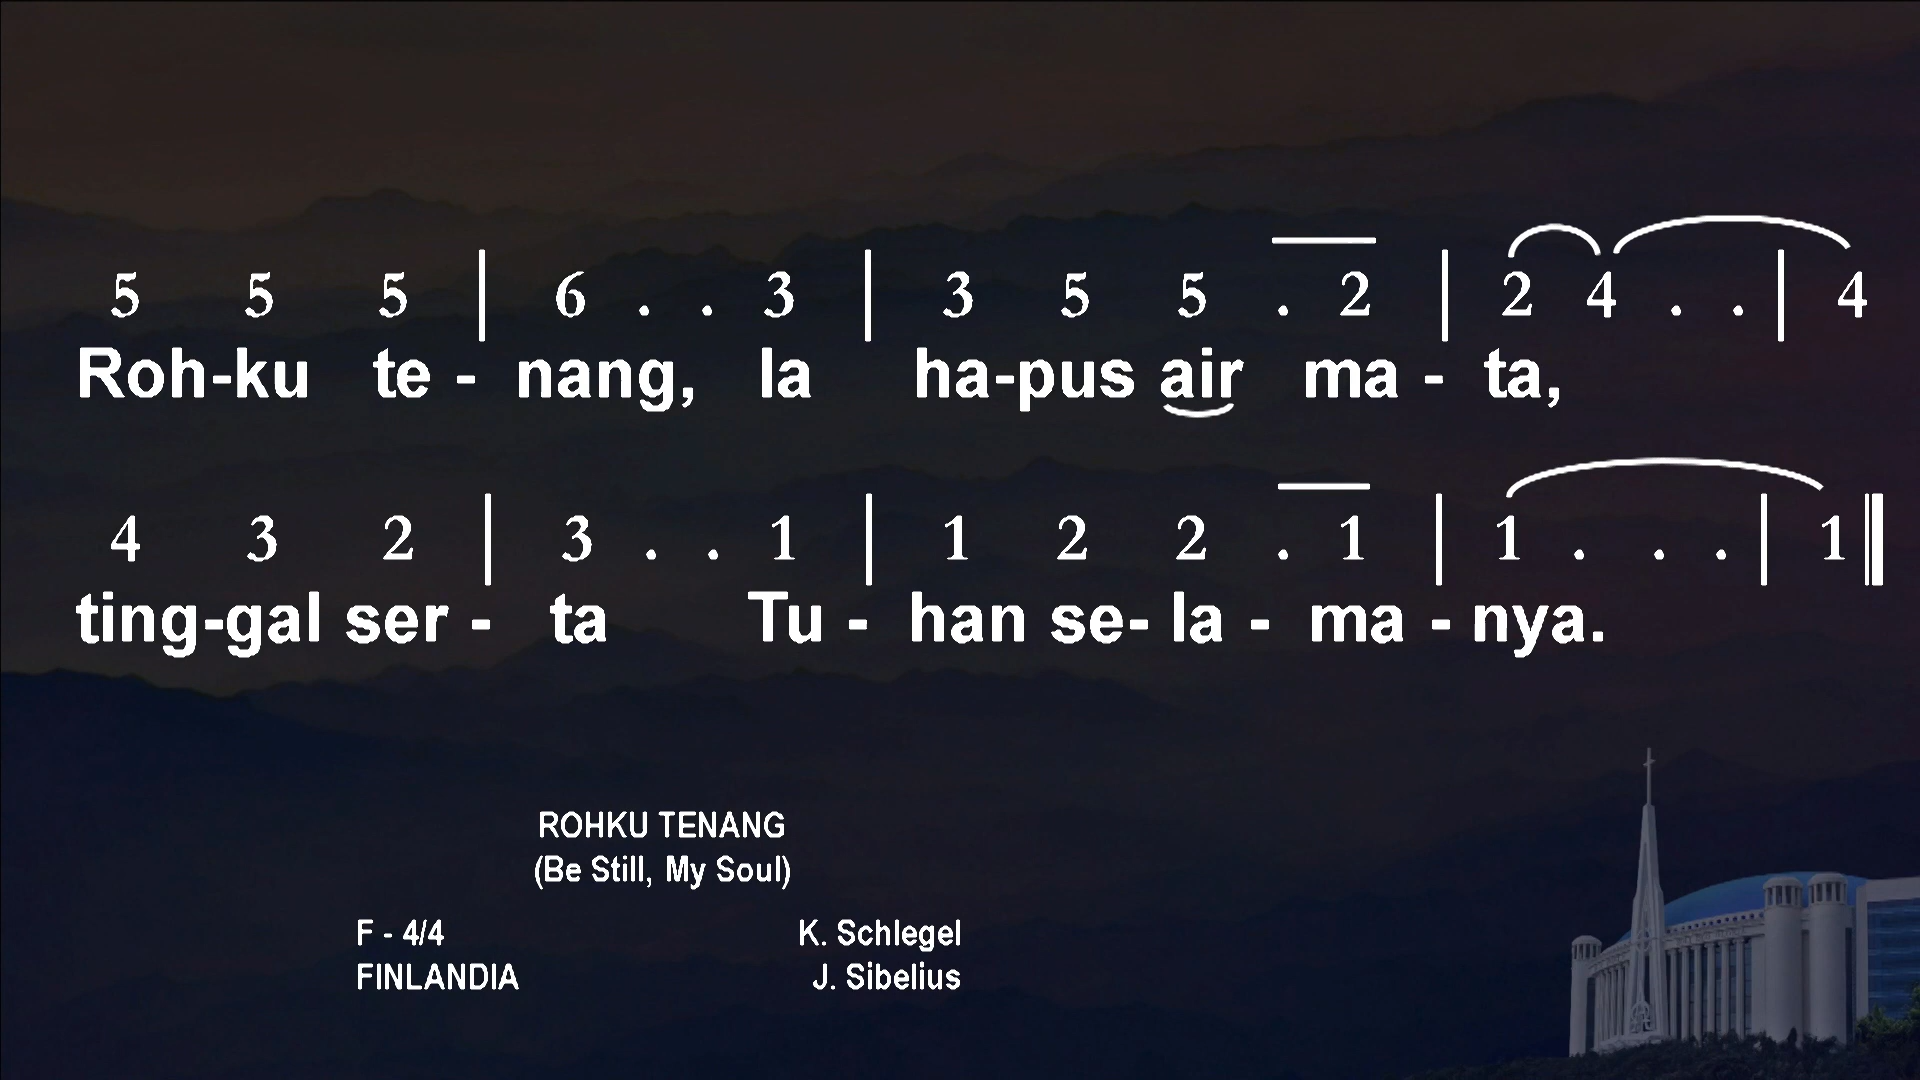 5 5 5 | 6 . . 3 | 3 5 5 . 2 | 2 4 . . | 4
Roh-ku te - nang, la ha-pus air ma - ta,
4 3 2 | 3 . . 1 | 1 2 2 . 1 | 1 . . . | 1 ||
ting-gal ser - ta Tu - han se- la - ma - nya.
ROHKU TENANG
(Be Still, My Soul)
F - 4/4 K. Schlegel
FINLANDIA J. Sibelius